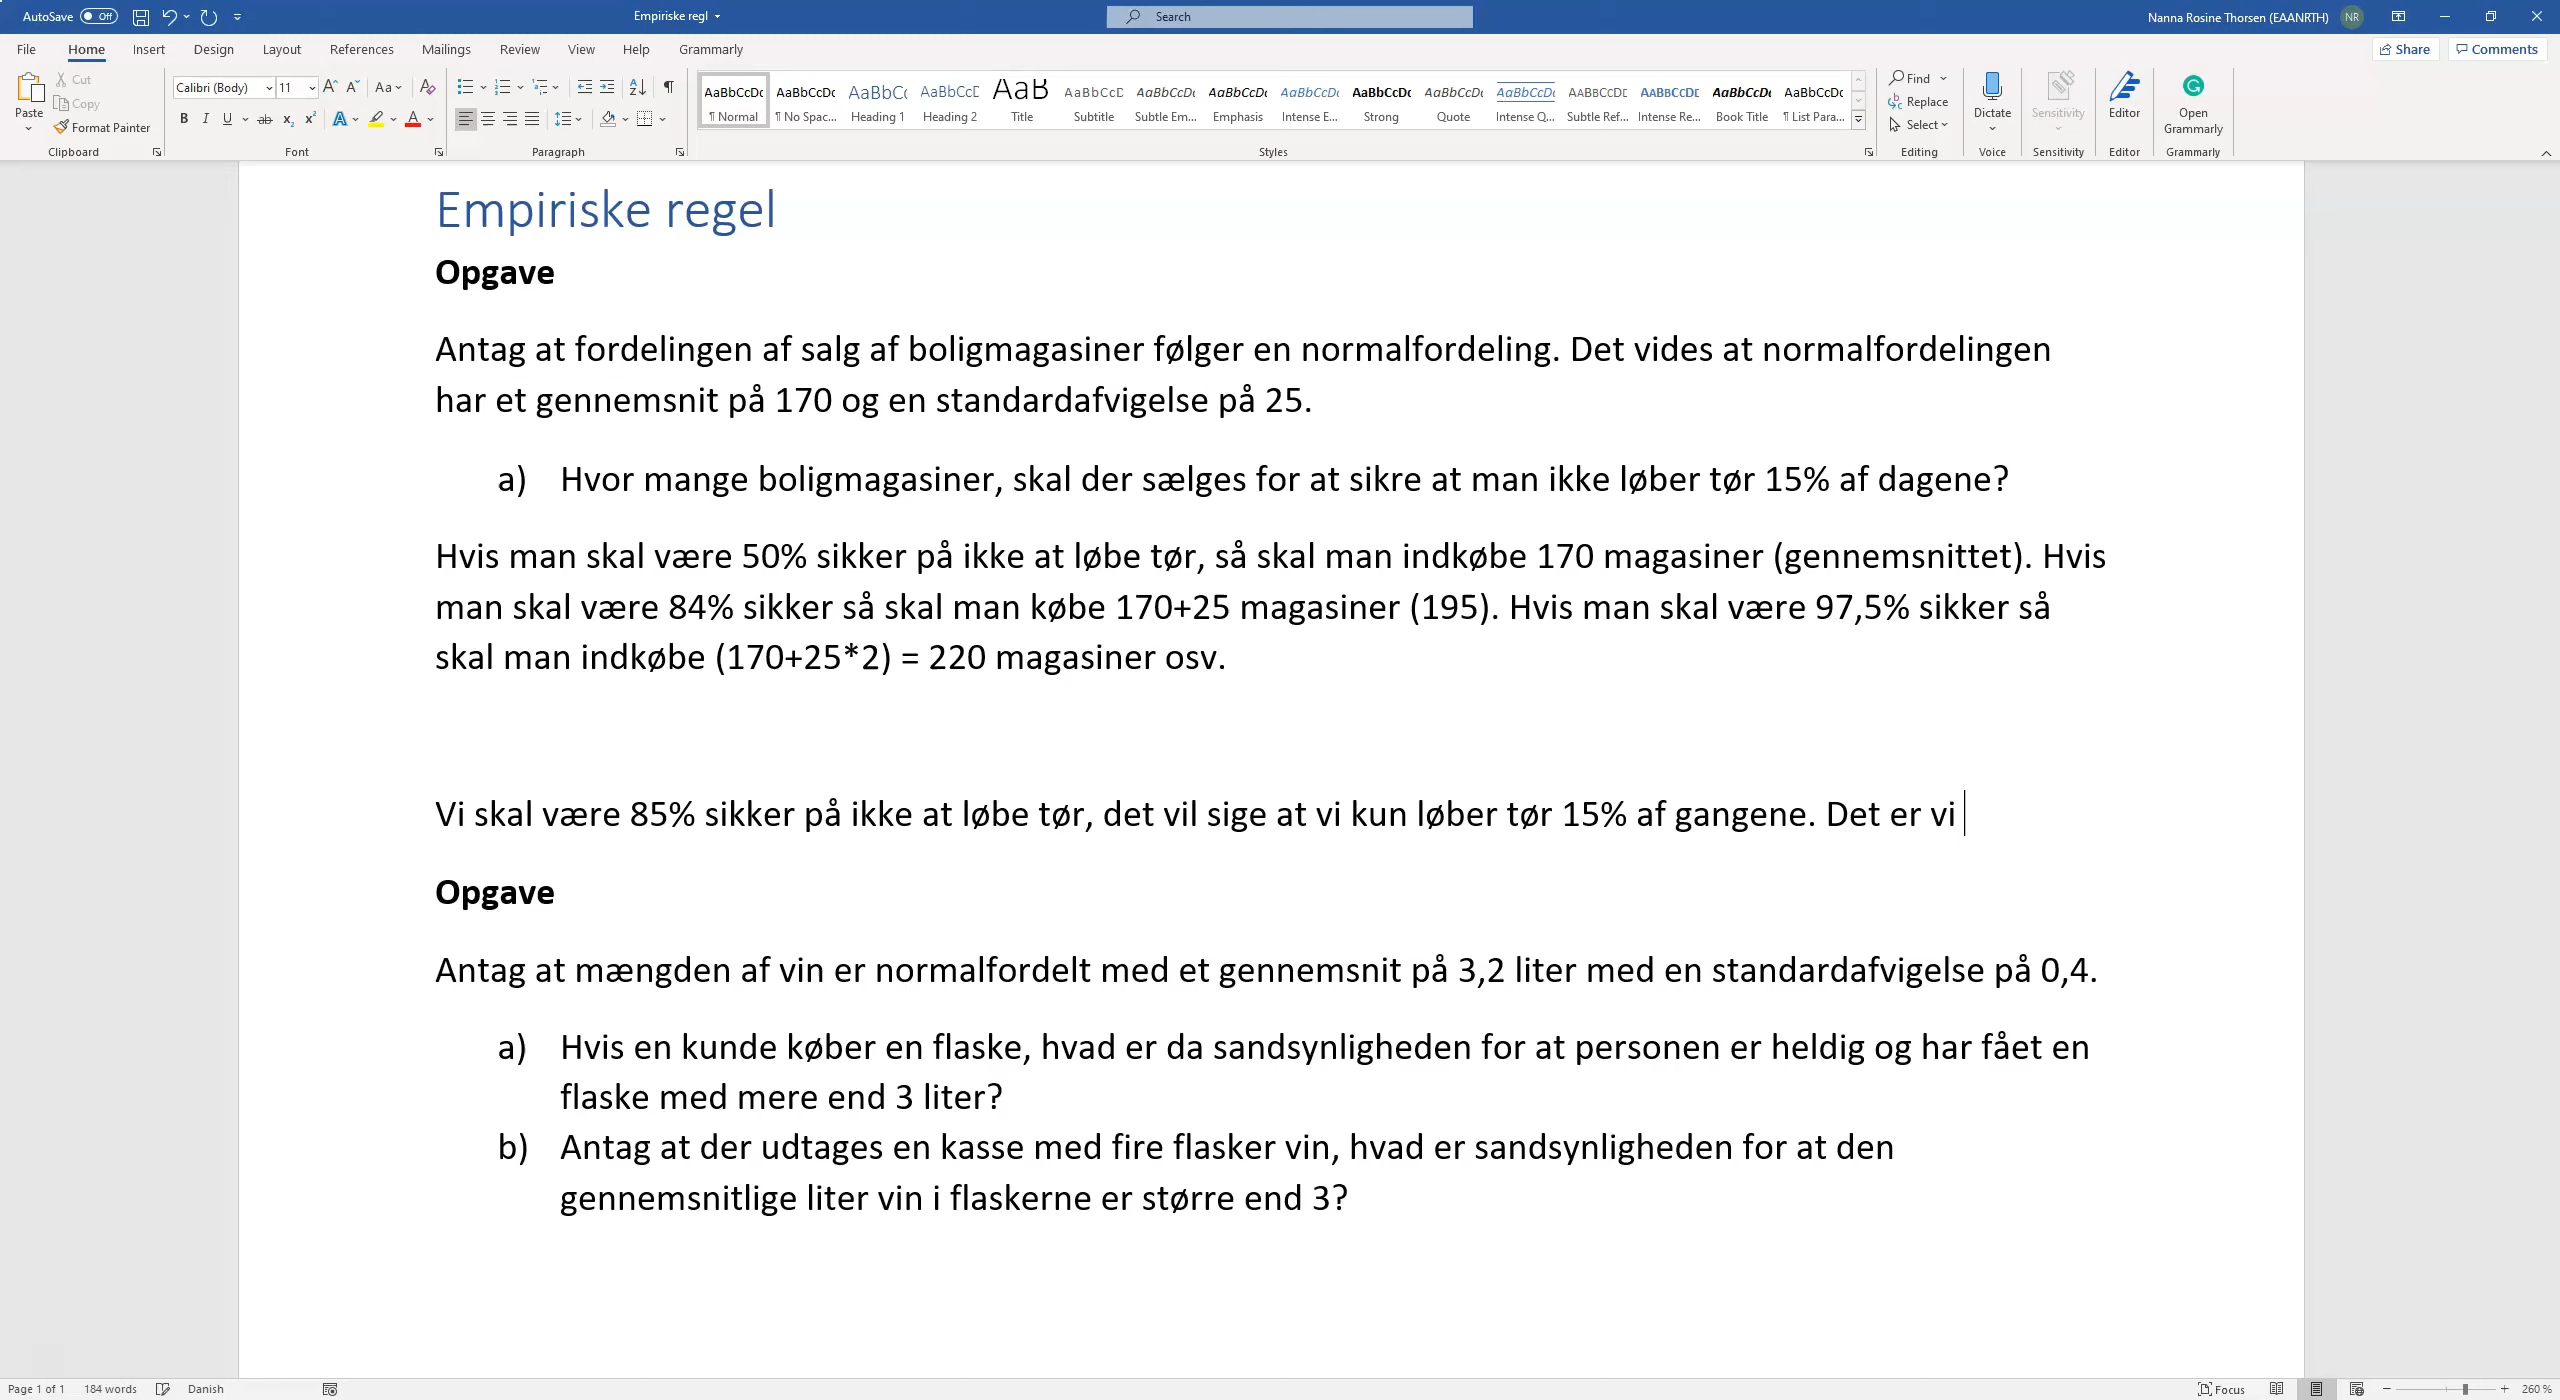 AutoSave Off Empiriske regl Search Nanna Rosine Thorsen (EAANRTH) NR
File Home Insert Design Layout References Mailings Review View Help Grammarly Share Comments
Paste Cut Copy Format Painter Clipboard
Calibri (Body) 11 Aa Font
Paragraph
AaBbCcDc AaBbCcDc AaBbCc AaBbCcD AaB AaBbCcD AaBbCcDc AaBbCcDc AaBbCcDc AaBbCcDc AaBbCcDc AaBbCcDc AaBbCcDd AaBbCcDd AaBbCcDc AaBbCcDc
¶ Normal ¶ No Spac... Heading 1 Heading 2 Title Subtitle Subtle Em... Emphasis Intense E... Strong Quote Intense Q... Subtle Ref... Intense Re... Book Title ¶ List Para...
Styles
Find Replace Select Editing
Dictate Voice
Sensitivity Sensitivity
Editor Editor
Open Grammarly Grammarly
Empiriske regel
Opgave
Antag at fordelingen af salg af boligmagasiner følger en normalfordeling. Det vides at normalfordelingen
har et gennemsnit på 170 og en standardafvigelse på 25.
a) Hvor mange boligmagasiner, skal der sælges for at sikre at man ikke løber tør 15% af dagene?
Hvis man skal være 50% sikker på ikke at løbe tør, så skal man indkøbe 170 magasiner (gennemsnittet). Hvis
man skal være 84% sikker så skal man købe 170+25 magasiner (195). Hvis man skal være 97,5% sikker så
skal man indkøbe (170+25*2) = 220 magasiner osv.
Vi skal være 85% sikker på ikke at løbe tør, det vil sige at vi kun løber tør 15% af gangene. Det er vi
Opgave
Antag at mængden af vin er normalfordelt med et gennemsnit på 3,2 liter med en standardafvigelse på 0,4.
a) Hvis en kunde køber en flaske, hvad er da sandsynligheden for at personen er heldig og har fået en
flaske med mere end 3 liter?
b) Antag at der udtages en kasse med fire flasker vin, hvad er sandsynligheden for at den
gennemsnitlige liter vin i flaskerne er større end 3?
Page 1 of 1 184 words Danish Focus 260 %